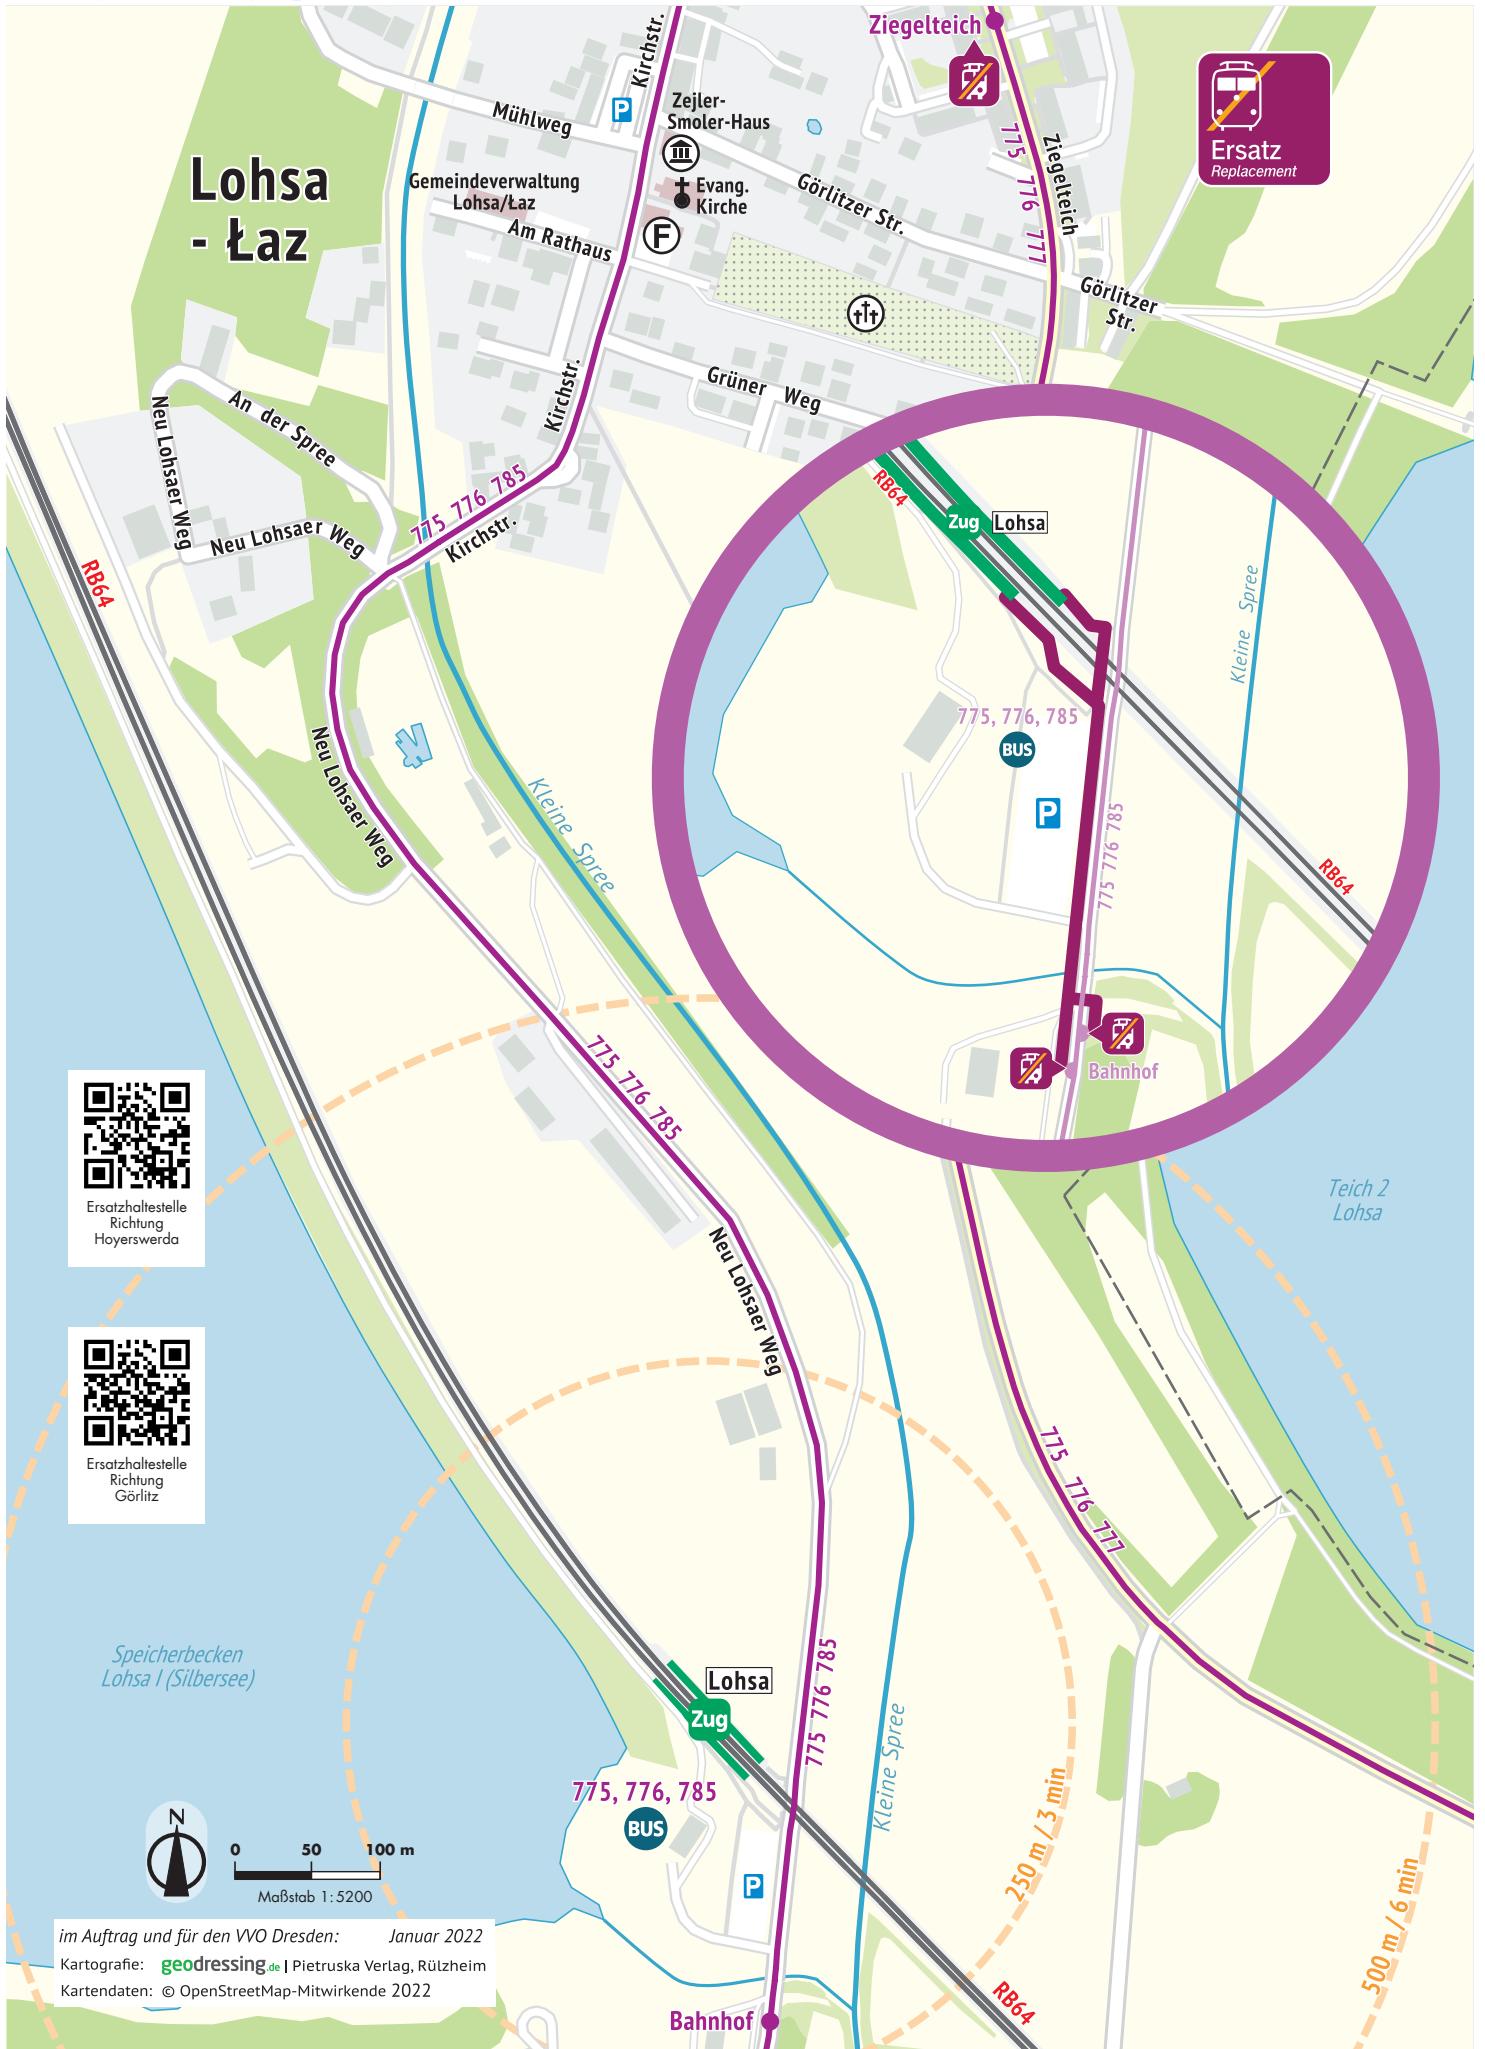 Ziegelteich
Ersatz
Replacement
Kirchstr.
Zejler-
Smoler-Haus
P
Mühlweg
775 776 777
Ziegelteich
Lohsa
- Łaz
Gemeindeverwaltung
Lohsa/Łaz
Evang.
Kirche
F
Görlitzer Str.
Am Rathaus
Görlitzer
Str.
Grüner Weg
Kirchstr.
An der Spree
Neu Lohsaer Weg
Neu Lohsaer Weg
775 776 785
Kirchstr.
RB64
RB64
Zug
Lohsa
Kleine Spree
775, 776, 785
BUS
P
775 776 785
RB64
Neu Lohsaer Weg
Kleine Spree
Bahnhof
775 776 785
Ersatzhaltestelle
Richtung
Hoyerswerda
Teich 2
Lohsa
Neu Lohsaer Weg
Ersatzhaltestelle
Richtung
Görlitz
775 776 777
Speicherbecken
Lohsa I (Silbersee)
Lohsa
Zug
775 776 785
Kleine Spree
775, 776, 785
BUS
P
250 m / 3 min
500 m / 6 min
N
0 50 100 m
Maßstab 1:5200
im Auftrag und für den VVO Dresden: Januar 2022
Kartografie: geodressing.de | Pietruska Verlag, Rülzheim
Kartendaten: © OpenStreetMap-Mitwirkende 2022
RB64
Bahnhof